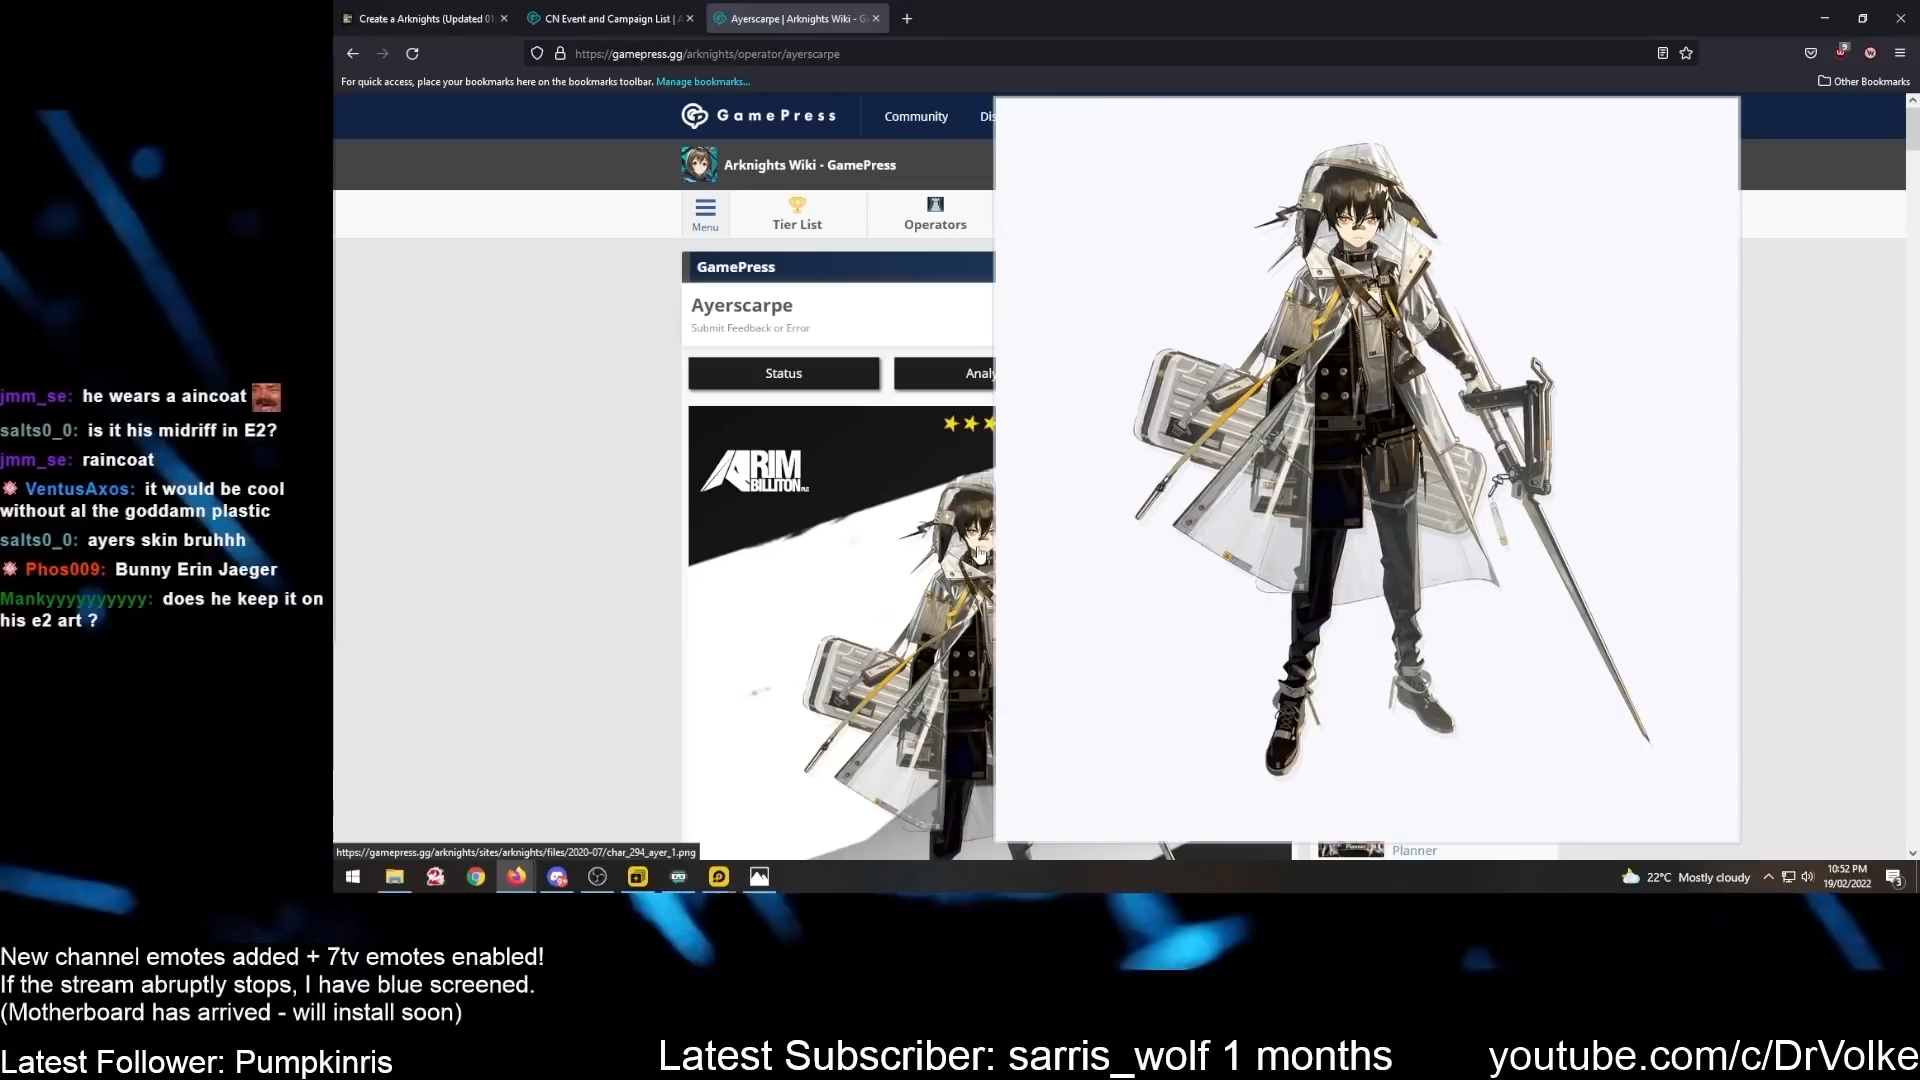 Create a Arknights (Updated 01
CN Event and Campaign List | A
Ayerscarpe | Arknights Wiki - G
https://gamepress.gg/arknights/operator/ayerscarpe
9
For quick access, place your bookmarks here on the bookmarks toolbar. Manage bookmarks...
Other Bookmarks
GamePress
Community
Dis
Arknights Wiki - GamePress
Menu
Tier List
Operators
GamePress
Ayerscarpe
Submit Feedback or Error
Status
Analy
RIM
BILLITON PLC
jmm_se: he wears a aincoat
salts0_0: is it his midriff in E2?
jmm_se: raincoat
VentusAxos: it would be cool
without al the goddamn plastic
salts0_0: ayers skin bruhhh
Phos009: Bunny Erin Jaeger
Mankyyyyyyyyyy: does he keep it on
his e2 art ?
Planner
https://gamepress.gg/arknights/sites/arknights/files/2020-07/char_294_ayer_1.png
22°C Mostly cloudy
10:52 PM
19/02/2022
3
New channel emotes added + 7tv emotes enabled!
If the stream abruptly stops, I have blue screened.
(Motherboard has arrived - will install soon)
Latest Follower: Pumpkinris
Latest Subscriber: sarris_wolf 1 months
youtube.com/c/DrVolke